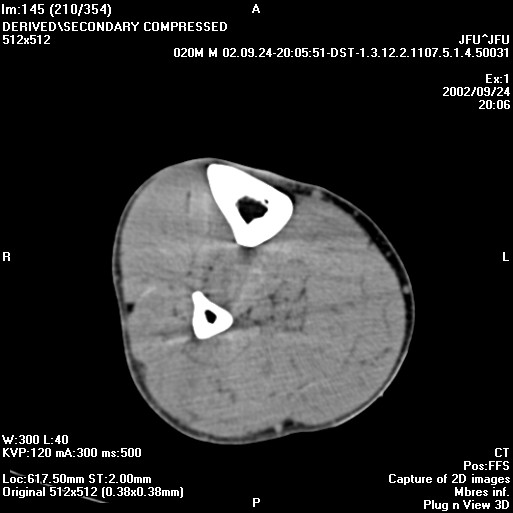 Im:145 (210/354)
A
DERIVED\SECONDARY COMPRESSED
512x512
JFU^JFU
020M M 02.09.24-20:05:51-DST-1.3.12.2.1107.5.1.4.50031
Ex:1
2002/09/24
20:06
R
L
W:300 L:40
KVP:120 mA:300 ms:500
CT
Pos:FFS
Loc:617.50mm ST:2.00mm
Capture of 2D images
Original 512x512 (0.38x0.38mm)
Mbres inf.
P
Plug n View 3D